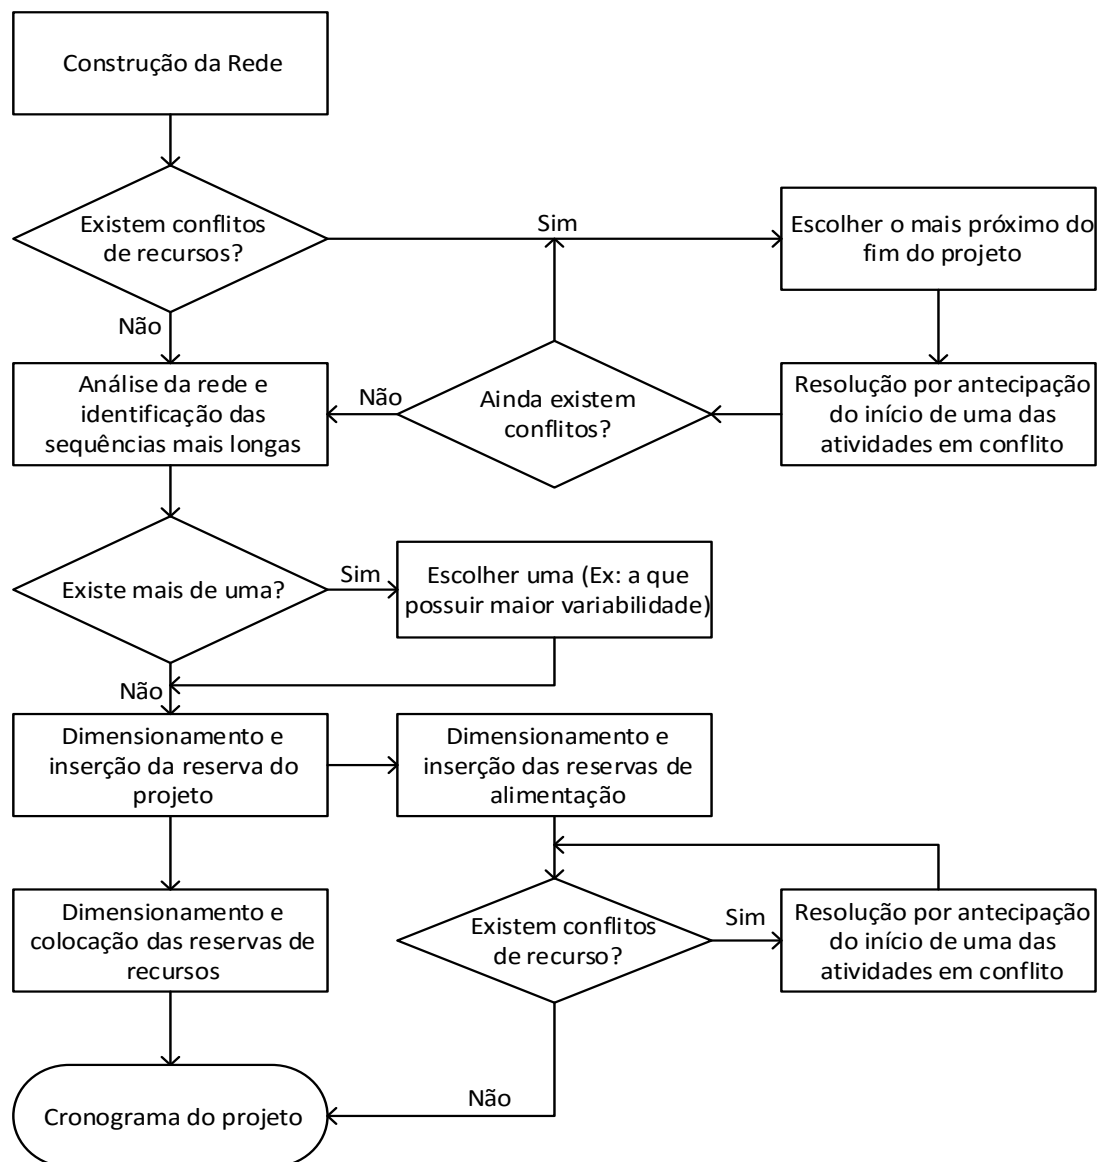 Construção da Rede
Existem conflitos
de recursos?
Sim
Escolher o mais próximo do
fim do projeto
Não
Análise da rede e
identificação das
sequências mais longas
Não
Ainda existem
conflitos?
Resolução por antecipação
do início de uma das
atividades em conflito
Existe mais de uma?
Sim
Escolher uma (Ex: a que
possuir maior variabilidade)
Não
Dimensionamento e
inserção da reserva do
projeto
Dimensionamento e
inserção das reservas de
alimentação
Dimensionamento e
colocação das reservas de
recursos
Existem conflitos
de recurso?
Sim
Resolução por antecipação
do início de uma das
atividades em conflito
Não
Cronograma do projeto